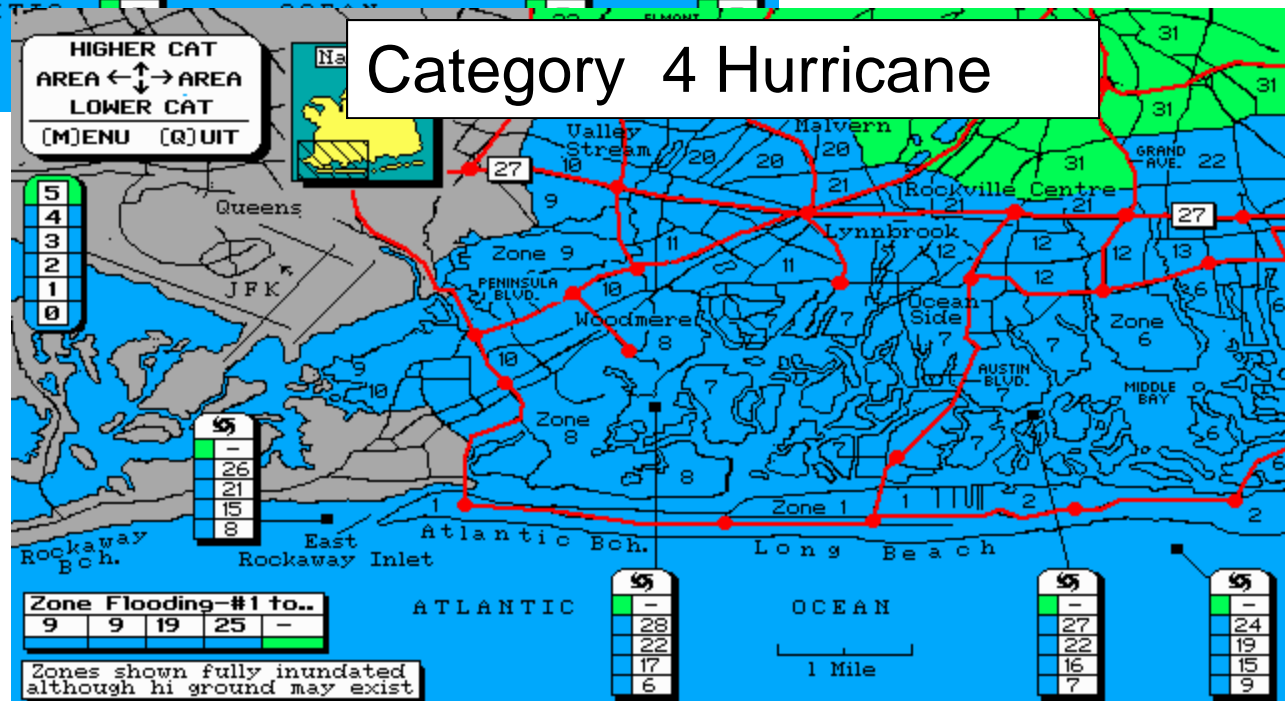 OCEAN
HIGHER CAT
AREA ←↕→ AREA
LOWER CAT
(M)ENU (Q)UIT
Na
Category 4 Hurricane
ELMONT
31
31
31
31
Valley
Stream
10
20
20
Malvern
20
GRAND
AVE.
22
27
9
21
Rockville Centre
21
21
27
5
4
3
2
1
0
Queens
JFK
Zone 9
11
Lynnbrook
12
12
12
12
13
11
PENINSULA
BLVD.
10
6
Woodmere
8
7
Ocean
Side
7
7
Zone
6
9
10
10
7
AUSTIN
BLVD.
7
MIDDLE
BAY
Zone
8
8
7
6
–
26
21
15
8
1
Zone 1
1
2
2
Rockaway
Bch.
East
Rockaway Inlet
Atlantic Bch.
Long Beach
ATLANTIC OCEAN
Zone Flooding–#1 to..
9 9 19 25 –
Zones shown fully inundated
although hi ground may exist
–
28
22
17
6
1 Mile
–
27
22
16
7
–
24
19
15
9